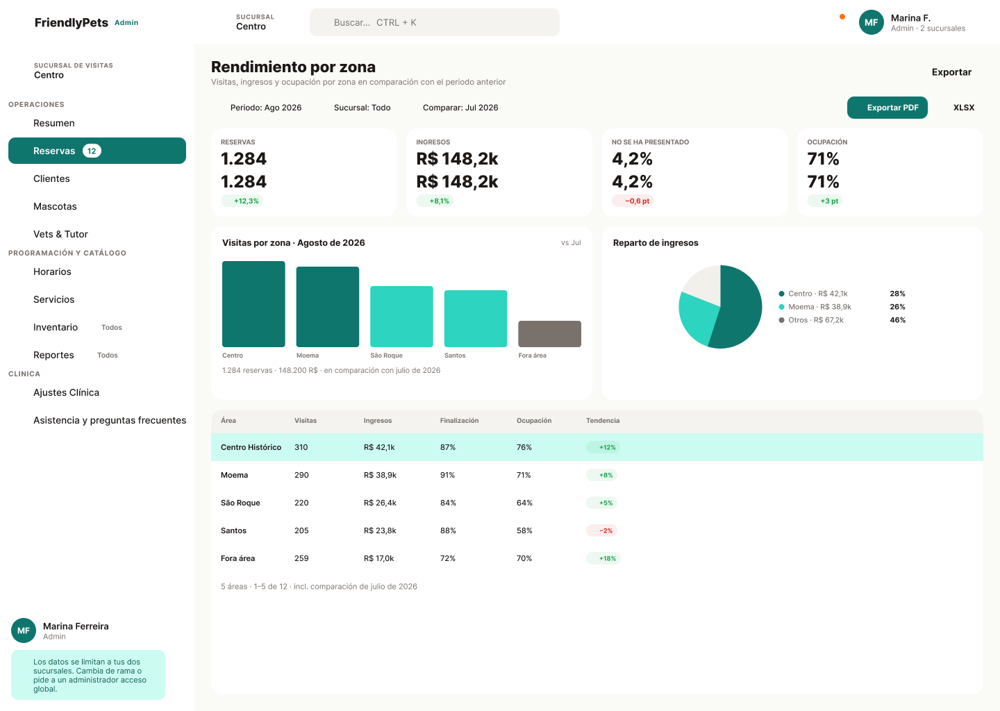 FriendlyPets Admin
SUCURSAL
Centro
Buscar... CTRL + K
MF
Marina F.
Admin · 2 sucursales
SUCURSAL DE VISITAS
Centro
OPERACIONES
Resumen
Reservas 12
Clientes
Mascotas
Vets & Tutor
PROGRAMACIÓN Y CATÁLOGO
Horarios
Servicios
Inventario Todos
Reportes Todos
CLINICA
Ajustes Clínica
Asistencia y preguntas frecuentes
MF
Marina Ferreira
Admin
Los datos se limitan a tus dos
sucursales. Cambia de rama o
pide a un administrador acceso
global.
Rendimiento por zona
Visitas, ingresos y ocupación por zona en comparación con el periodo anterior
Exportar
Periodo: Ago 2026 Sucursal: Todo Comparar: Jul 2026
Exportar PDF XLSX
RESERVAS
1.284
1.284
+12,3%
INGRESOS
R$ 148,2k
R$ 148,2k
+8,1%
NO SE HA PRESENTADO
4,2%
4,2%
−0,6 pt
OCUPACIÓN
71%
71%
+3 pt
Visitas por zona · Agosto de 2026 vs Jul
Centro Moema São Roque Santos Fora área
1.284 reservas · 148.200 R$ · en comparación con julio de 2026
Reparto de ingresos
Centro · R$ 42,1k 28%
Moema · R$ 38,9k 26%
Otros · R$ 67,2k 46%
Área Visitas Ingresos Finalización Ocupación Tendencia
Centro Histórico 310 R$ 42,1k 87% 76% +12%
Moema 290 R$ 38,9k 91% 71% +8%
São Roque 220 R$ 26,4k 84% 64% +5%
Santos 205 R$ 23,8k 88% 58% −2%
Fora área 259 R$ 17,0k 72% 70% +18%
5 áreas · 1–5 de 12 · incl. comparación de julio de 2026